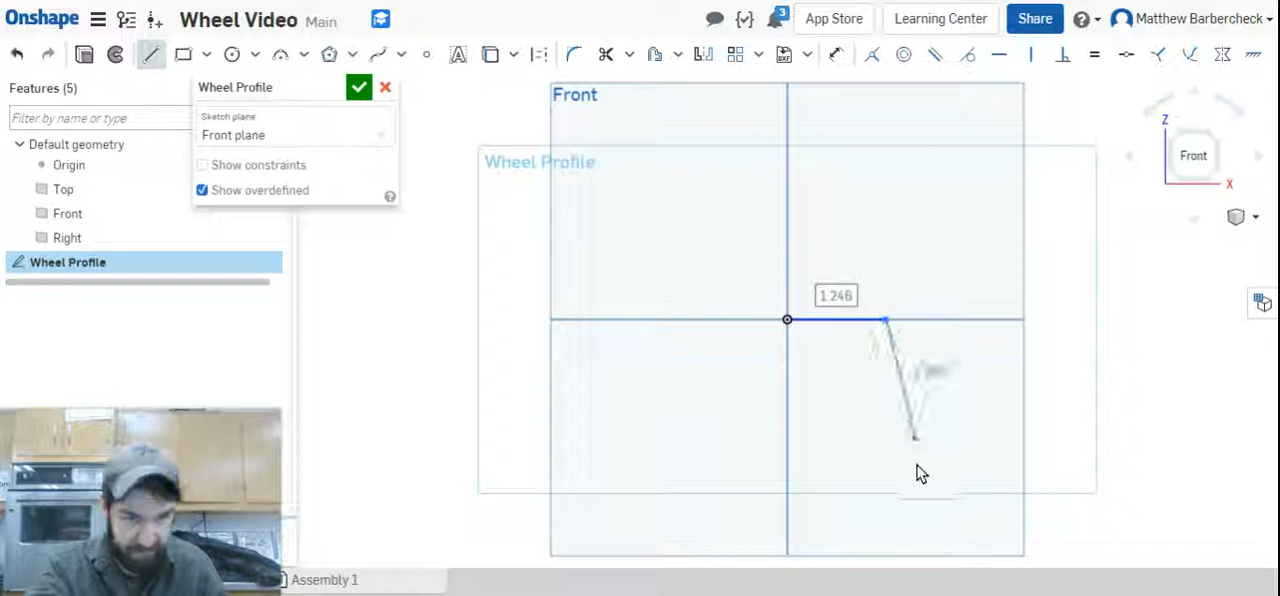 Onshape Wheel Video Main 3 App Store Learning Center Share Matthew Barbercheck
Features (5)
Filter by name or type
Default geometry
Origin
Top
Front
Right
Wheel Profile
Wheel Profile
Sketch plane
Front plane
Show constraints
Show overdefined
Front
Wheel Profile
1.248
Z
Front
X
Assembly 1